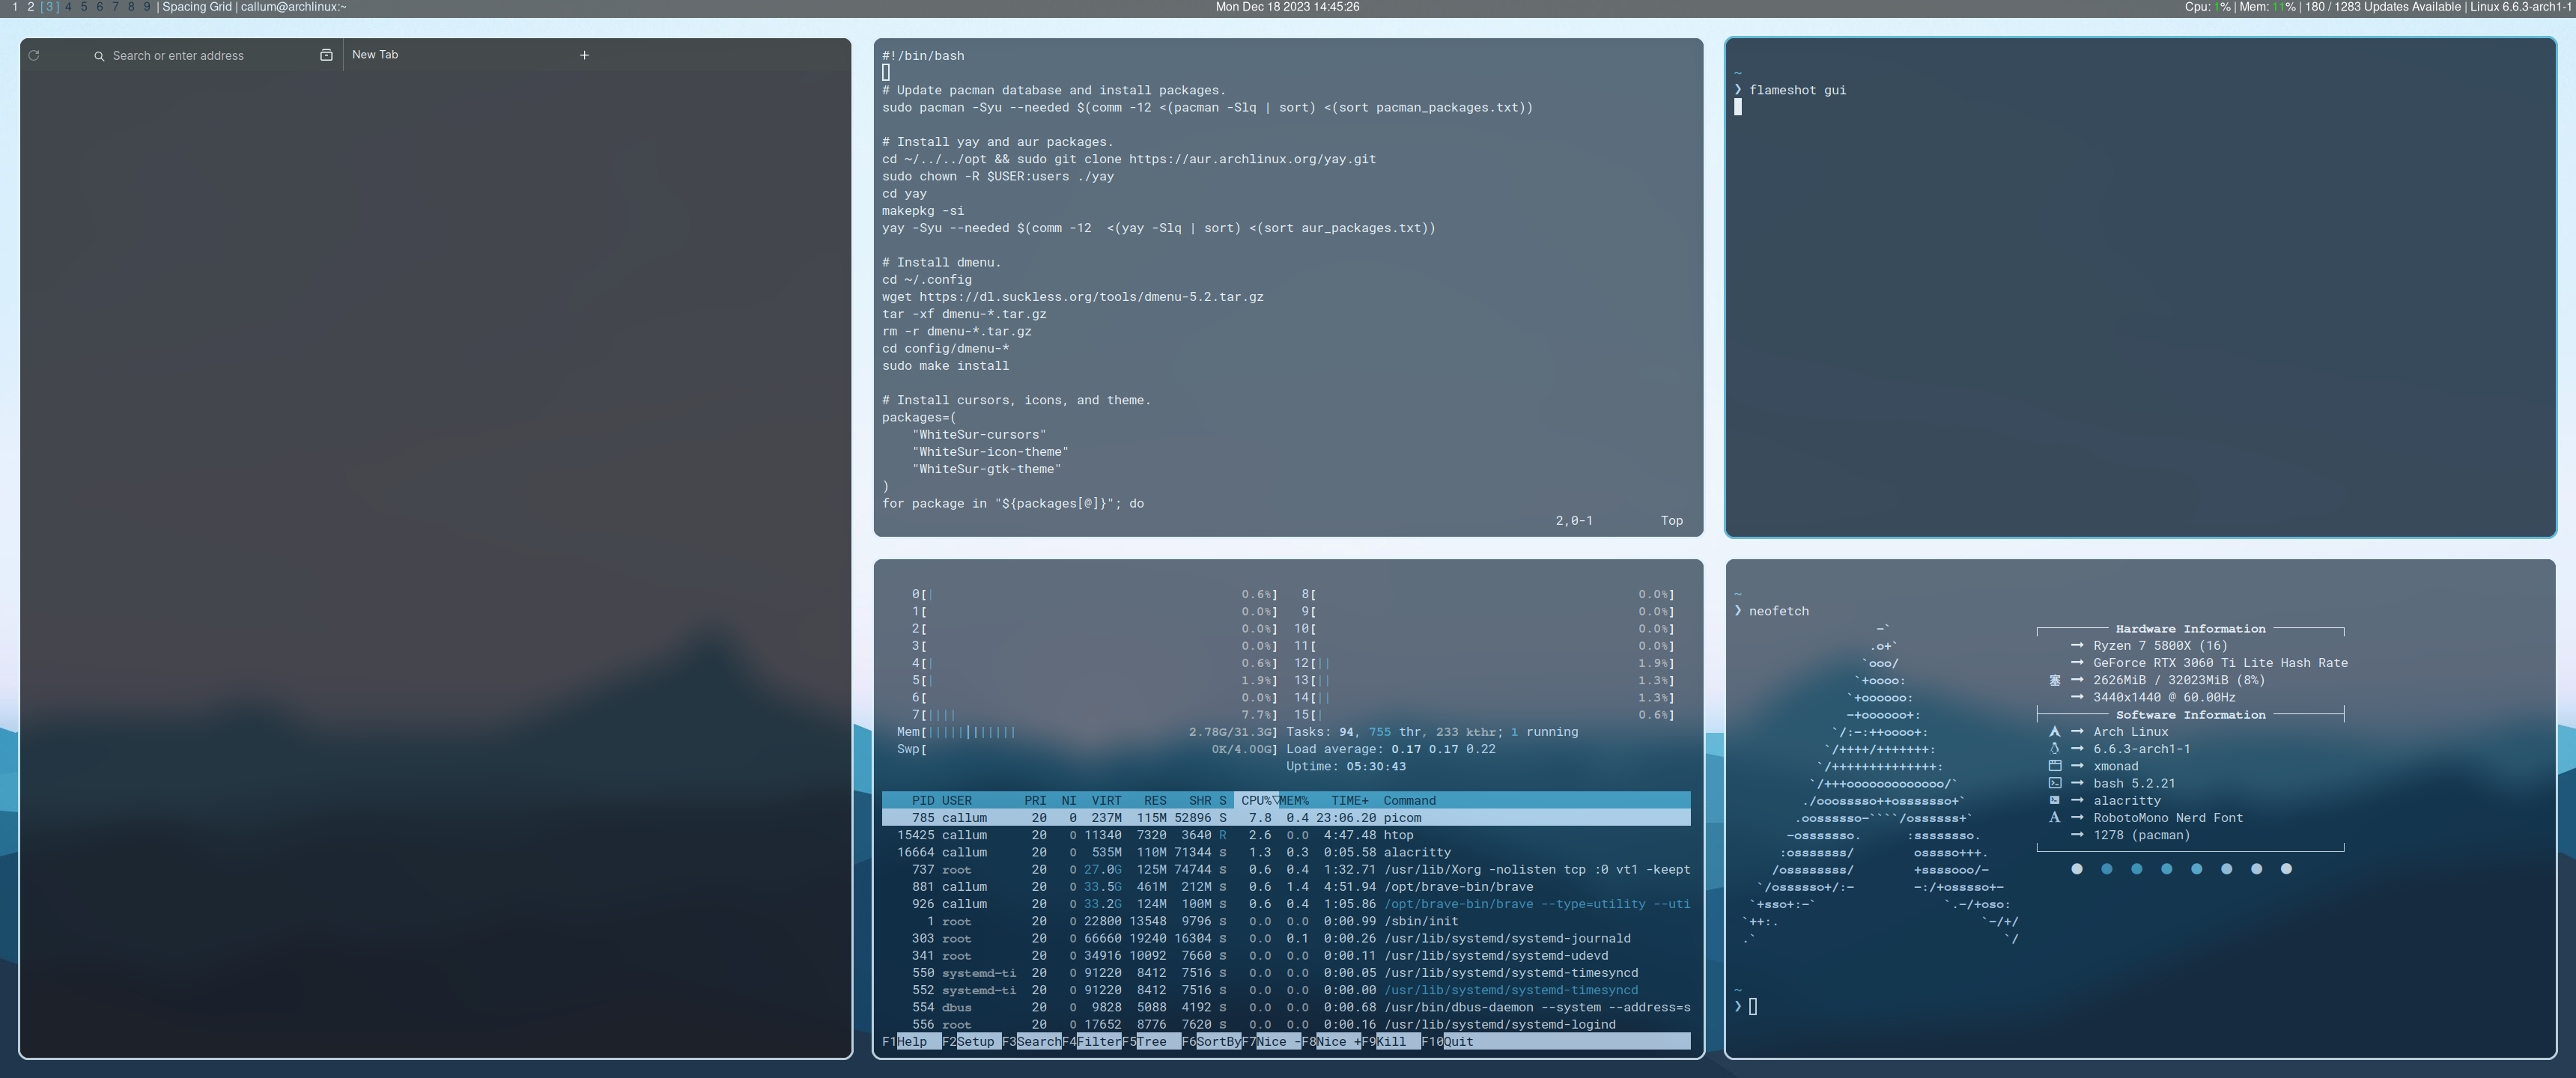 1 2 [3] 4 5 6 7 8 9 | Spacing Grid | callum@archlinux:~
Mon Dec 18 2023 14:45:26
Cpu: 1% | Mem: 11% | 180 / 1283 Updates Available | Linux 6.6.3-arch1-1
Search or enter address
New Tab
+
#!/bin/bash
# Update pacman database and install packages.
sudo pacman -Syu --needed $(comm -12 <(pacman -Slq | sort) <(sort pacman_packages.txt))
# Install yay and aur packages.
cd ~/../../opt && sudo git clone https://aur.archlinux.org/yay.git
sudo chown -R $USER:users ./yay
cd yay
makepkg -si
yay -Syu --needed $(comm -12  <(yay -Slq | sort) <(sort aur_packages.txt))
# Install dmenu.
cd ~/.config
wget https://dl.suckless.org/tools/dmenu-5.2.tar.gz
tar -xf dmenu-*.tar.gz
rm -r dmenu-*.tar.gz
cd config/dmenu-*
sudo make install
# Install cursors, icons, and theme.
packages=(
    "WhiteSur-cursors"
    "WhiteSur-icon-theme"
    "WhiteSur-gtk-theme"
)
for package in "${packages[@]}"; do
2,0-1 Top
~
❯ flameshot gui
0[| 0.6%] 8[ 0.0%]
1[ 0.0%] 9[ 0.0%]
2[ 0.0%] 10[ 0.0%]
3[ 0.0%] 11[ 0.0%]
4[| 0.6%] 12[|| 1.9%]
5[| 1.9%] 13[|| 1.3%]
6[ 0.0%] 14[|| 1.3%]
7[|||| 7.7%] 15[| 0.6%]
Mem[|||||||||||| 2.78G/31.3G] Tasks: 94, 755 thr, 233 kthr; 1 running
Swp[ 0K/4.00G] Load average: 0.17 0.17 0.22
Uptime: 05:30:43
PID USER PRI NI VIRT RES SHR S CPU%▽MEM% TIME+ Command
785 callum 20 0 237M 115M 52896 S 7.8 0.4 23:06.20 picom
15425 callum 20 0 11340 7320 3640 R 2.6 0.0 4:47.48 htop
16664 callum 20 0 535M 110M 71344 S 1.3 0.3 0:05.58 alacritty
737 root 20 0 27.0G 125M 74744 S 0.6 0.4 1:32.71 /usr/lib/Xorg -nolisten tcp :0 vt1 -keept
881 callum 20 0 33.5G 461M 212M S 0.6 1.4 4:51.94 /opt/brave-bin/brave
926 callum 20 0 33.2G 124M 100M S 0.6 0.4 1:05.86 /opt/brave-bin/brave --type=utility --uti
1 root 20 0 22800 13548 9796 S 0.0 0.0 0:00.99 /sbin/init
303 root 20 0 66660 19240 16304 S 0.0 0.1 0:00.26 /usr/lib/systemd/systemd-journald
341 root 20 0 34916 10092 7660 S 0.0 0.0 0:00.11 /usr/lib/systemd/systemd-udevd
550 systemd-ti 20 0 91220 8412 7516 S 0.0 0.0 0:00.05 /usr/lib/systemd/systemd-timesyncd
552 systemd-ti 20 0 91220 8412 7516 S 0.0 0.0 0:00.00 /usr/lib/systemd/systemd-timesyncd
554 dbus 20 0 9828 5088 4192 S 0.0 0.0 0:00.68 /usr/bin/dbus-daemon --system --address=s
556 root 20 0 17652 8776 7620 S 0.0 0.0 0:00.16 /usr/lib/systemd/systemd-logind
F1Help F2Setup F3SearchF4FilterF5Tree F6SortByF7Nice -F8Nice +F9Kill F10Quit
~
❯ neofetch
-`
.o+`
`ooo/
`+oooo:
`+oooooo:
-+oooooo+:
`/:-:++oooo+:
`/++++/+++++++:
`/++++++++++++++:
`/+++ooooooooooooo/`
./ooosssso++osssssso+`
.oossssso-````/ossssss+`
-osssssso.      :ssssssso.
:osssssss/        osssso+++.
/ossssssss/        +ssssooo/-
`/ossssso+/:-        -:/+osssso+-
`+sso+:-`                 `.-/+oso:
`++:.                           `-/+/
.`                                 `/
Hardware Information
→ Ryzen 7 5800X (16)
→ GeForce RTX 3060 Ti Lite Hash Rate
塞 → 2626MiB / 32023MiB (8%)
→ 3440x1440 @ 60.00Hz
Software Information
→ Arch Linux
→ 6.6.3-arch1-1
→ xmonad
→ bash 5.2.21
→ alacritty
→ RobotoMono Nerd Font
→ 1278 (pacman)
~
❯